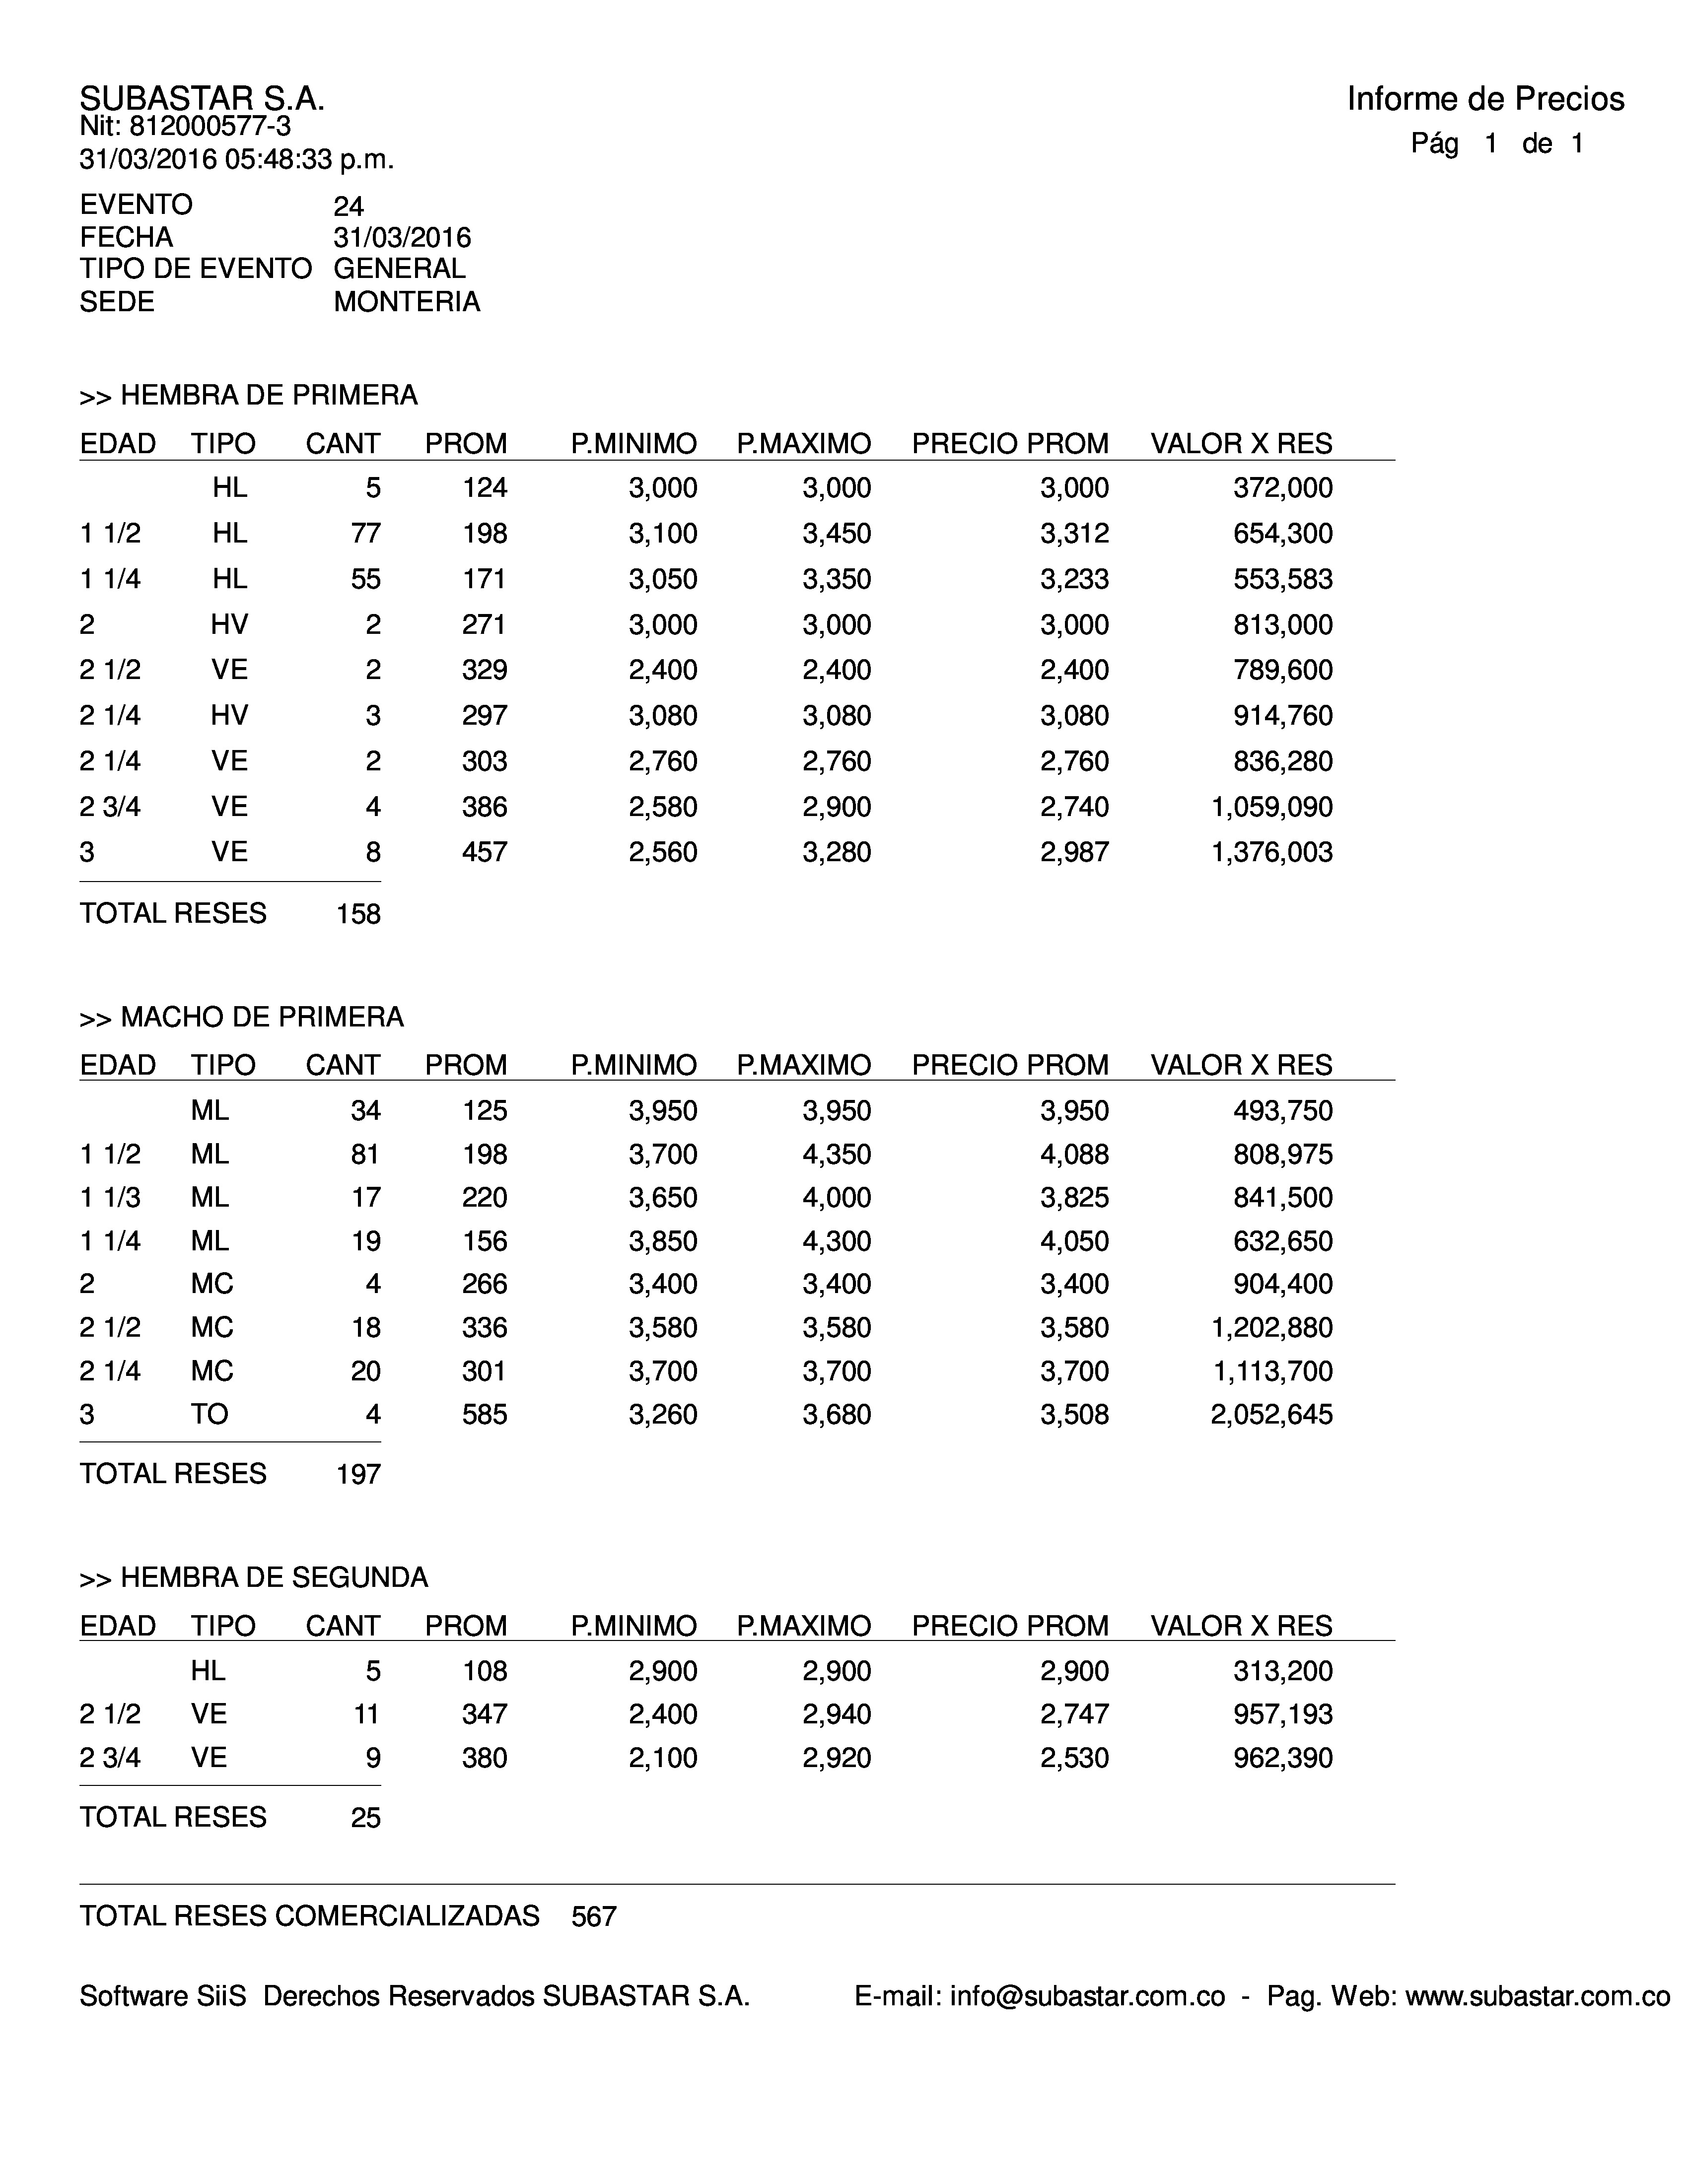 SUBASTAR S.A.
Informe de Precios
Nit: 812000577-3
Pág 1 de 1
31/03/2016 05:48:33 p.m.
EVENTO 24
FECHA 31/03/2016
TIPO DE EVENTO GENERAL
SEDE MONTERIA
>> HEMBRA DE PRIMERA
EDAD TIPO CANT PROM P.MINIMO P.MAXIMO PRECIO PROM VALOR X RES
HL 5 124 3,000 3,000 3,000 372,000
1 1/2 HL 77 198 3,100 3,450 3,312 654,300
1 1/4 HL 55 171 3,050 3,350 3,233 553,583
2 HV 2 271 3,000 3,000 3,000 813,000
2 1/2 VE 2 329 2,400 2,400 2,400 789,600
2 1/4 HV 3 297 3,080 3,080 3,080 914,760
2 1/4 VE 2 303 2,760 2,760 2,760 836,280
2 3/4 VE 4 386 2,580 2,900 2,740 1,059,090
3 VE 8 457 2,560 3,280 2,987 1,376,003
TOTAL RESES 158
>> MACHO DE PRIMERA
EDAD TIPO CANT PROM P.MINIMO P.MAXIMO PRECIO PROM VALOR X RES
ML 34 125 3,950 3,950 3,950 493,750
1 1/2 ML 81 198 3,700 4,350 4,088 808,975
1 1/3 ML 17 220 3,650 4,000 3,825 841,500
1 1/4 ML 19 156 3,850 4,300 4,050 632,650
2 MC 4 266 3,400 3,400 3,400 904,400
2 1/2 MC 18 336 3,580 3,580 3,580 1,202,880
2 1/4 MC 20 301 3,700 3,700 3,700 1,113,700
3 TO 4 585 3,260 3,680 3,508 2,052,645
TOTAL RESES 197
>> HEMBRA DE SEGUNDA
EDAD TIPO CANT PROM P.MINIMO P.MAXIMO PRECIO PROM VALOR X RES
HL 5 108 2,900 2,900 2,900 313,200
2 1/2 VE 11 347 2,400 2,940 2,747 957,193
2 3/4 VE 9 380 2,100 2,920 2,530 962,390
TOTAL RESES 25
TOTAL RESES COMERCIALIZADAS 567
Software SiiS Derechos Reservados SUBASTAR S.A. E-mail: info@subastar.com.co - Pag. Web: www.subastar.com.co